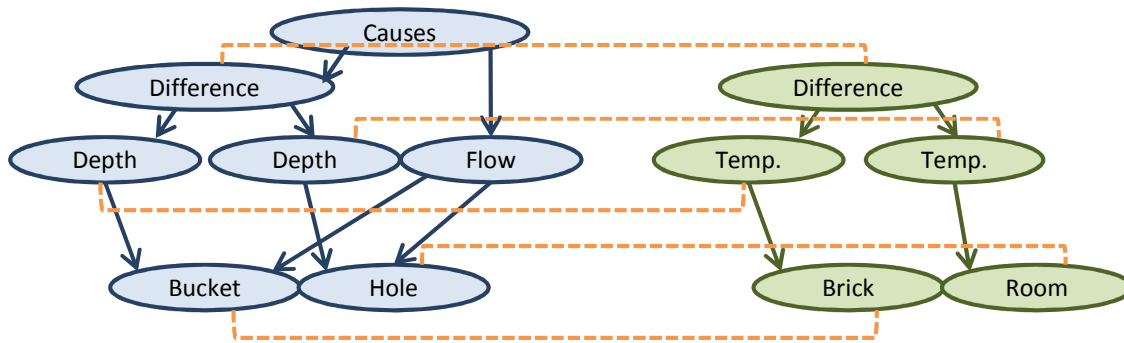 Causes
Difference
Difference
Depth
Depth
Flow
Temp.
Temp.
Bucket
Hole
Brick
Room